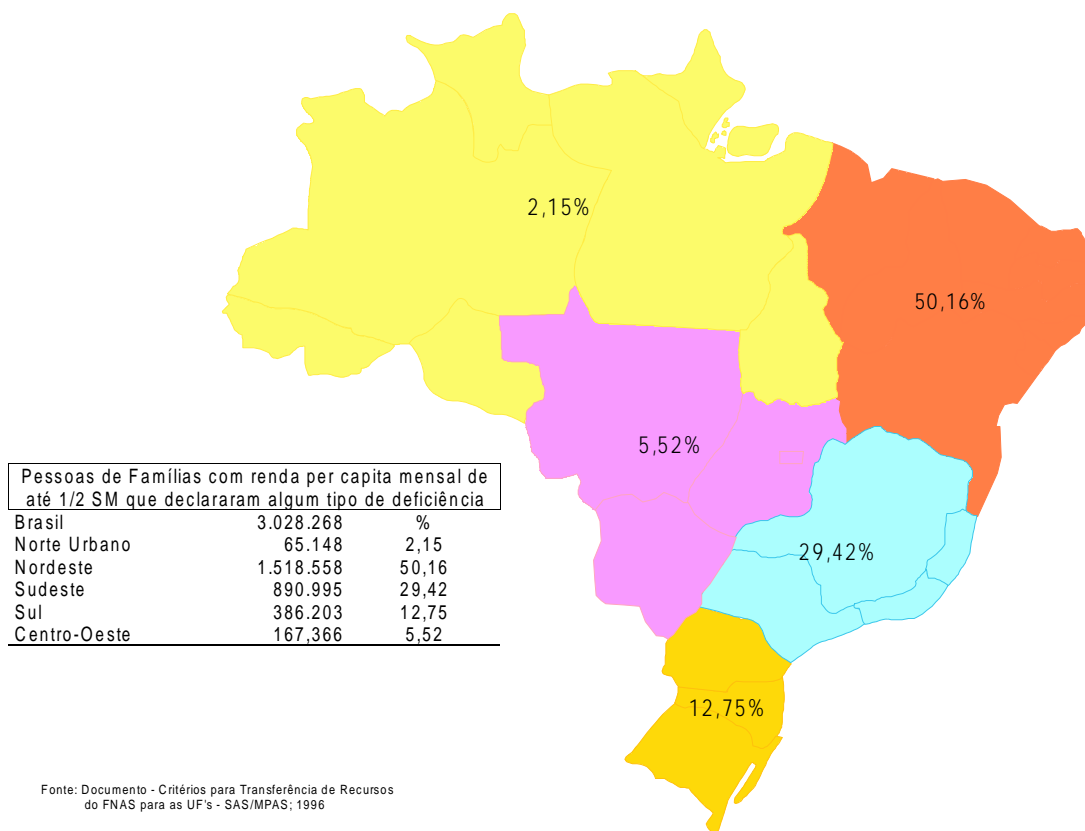 2,15%
50,16%
5,52%
Pessoas de Famílias com renda per capita mensal de
até 1/2 SM que declararam algum tipo de deficiência
Brasil 3.028.268 %
Norte Urbano 65.148 2,15
Nordeste 1.518.558 50,16
Sudeste 890.995 29,42
Sul 386.203 12,75
Centro-Oeste 167,366 5,52
29,42%
12,75%
Fonte: Documento - Critérios para Transferência de Recursos
do FNAS para as UF's - SAS/MPAS; 1996